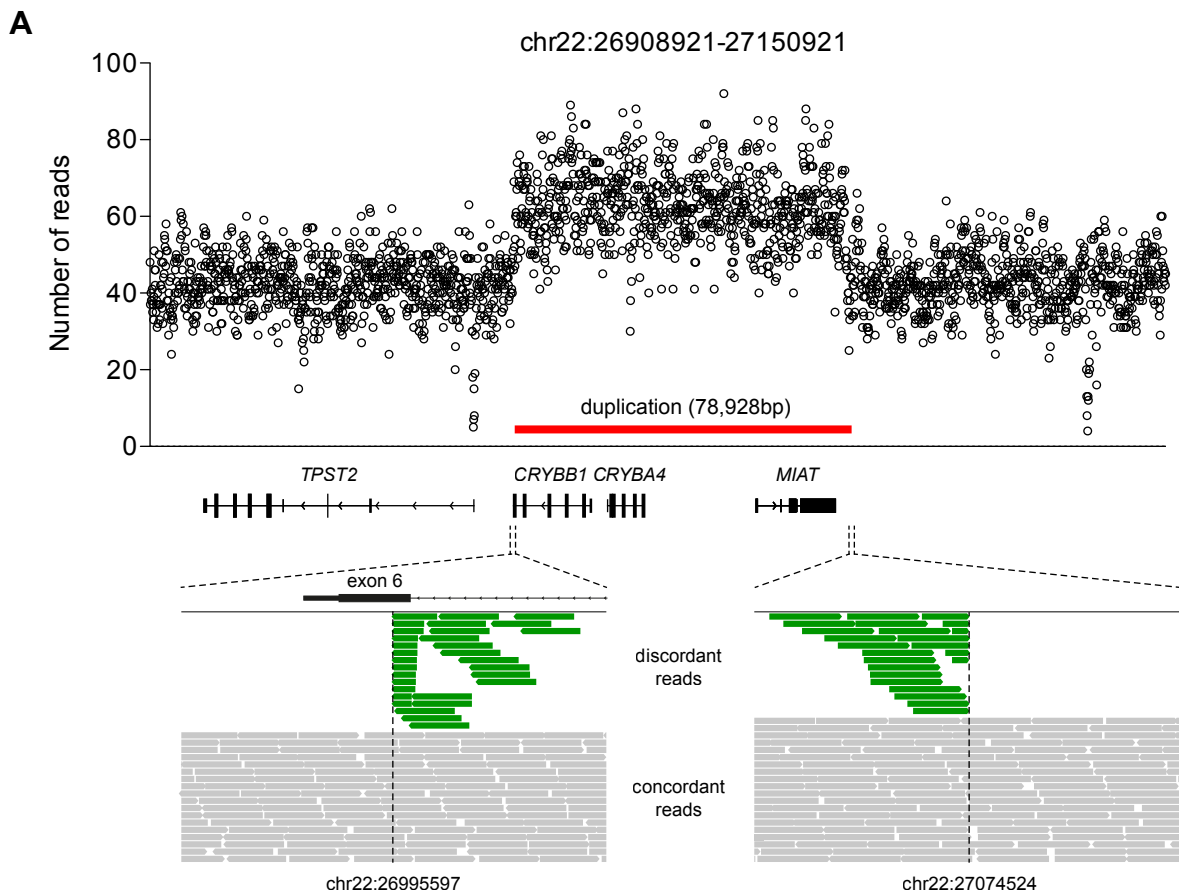 A
chr22:26908921-27150921
100
80
60
40
20
0
Number of reads
duplication (78,928bp)
TPST2
CRYBB1 CRYBA4
MIAT
exon 6
discordant
reads
concordant
reads
chr22:26995597
chr22:27074524